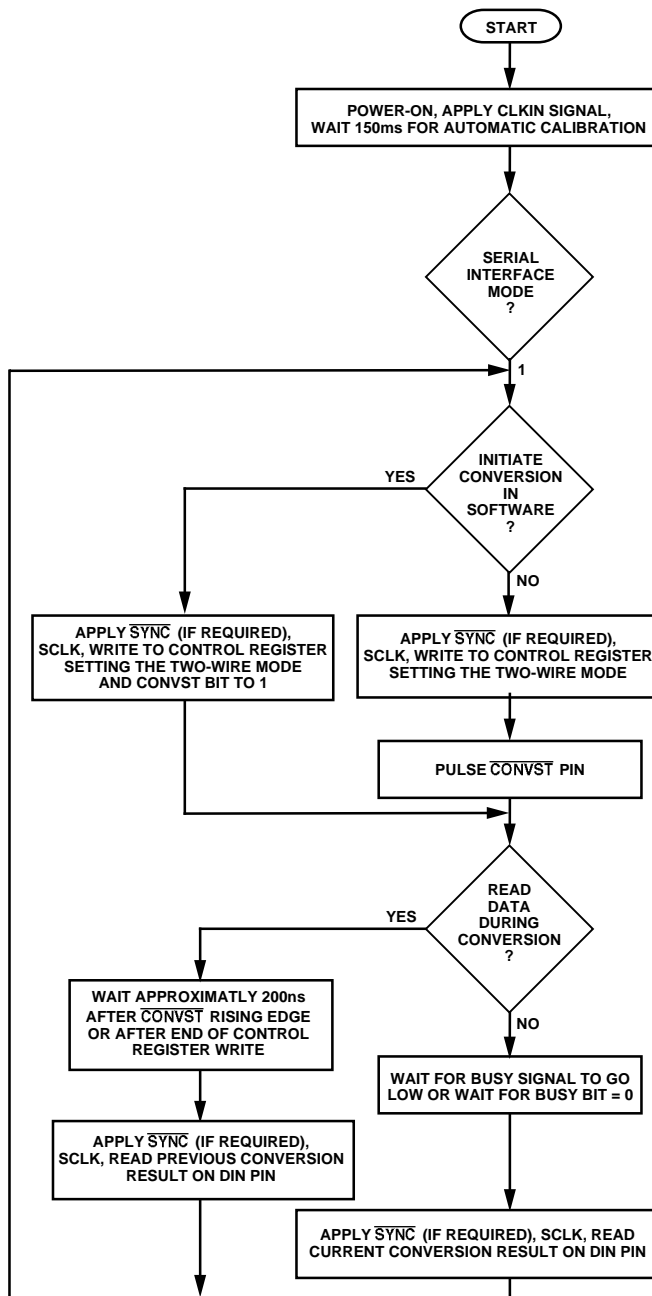 START
POWER-ON, APPLY CLKIN SIGNAL,
WAIT 150ms FOR AUTOMATIC CALIBRATION
SERIAL
INTERFACE
MODE
?
1
INITIATE
CONVERSION
IN
SOFTWARE
?
YES
NO
APPLY SYNC (IF REQUIRED),
SCLK, WRITE TO CONTROL REGISTER
SETTING THE TWO-WIRE MODE
AND CONVST BIT TO 1
APPLY SYNC (IF REQUIRED),
SCLK, WRITE TO CONTROL REGISTER
SETTING THE TWO-WIRE MODE
PULSE CONVST PIN
READ
DATA
DURING
CONVERSION
?
YES
NO
WAIT APPROXIMATLY 200ns
AFTER CONVST RISING EDGE
OR AFTER END OF CONTROL
REGISTER WRITE
WAIT FOR BUSY SIGNAL TO GO
LOW OR WAIT FOR BUSY BIT = 0
APPLY SYNC (IF REQUIRED),
SCLK, READ PREVIOUS CONVERSION
RESULT ON DIN PIN
APPLY SYNC (IF REQUIRED), SCLK, READ
CURRENT CONVERSION RESULT ON DIN PIN